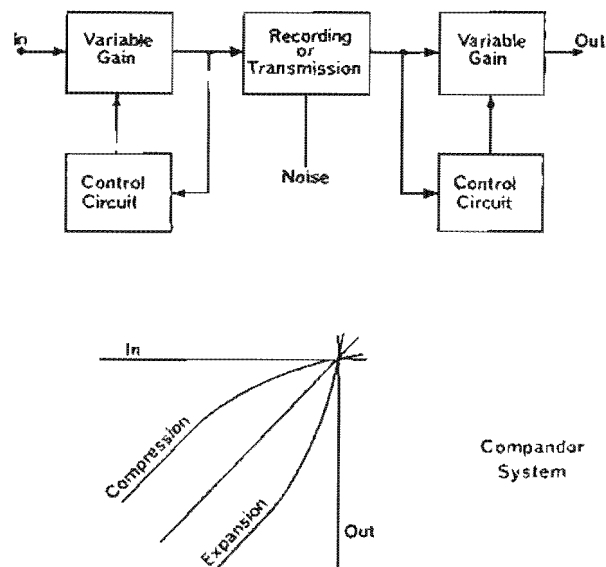 In
Variable
Gain
Recording
or
Transmission
Variable
Gain
Out
Control
Circuit
Noise
Control
Circuit
In
Compression
Expansion
Out
Compandor
System